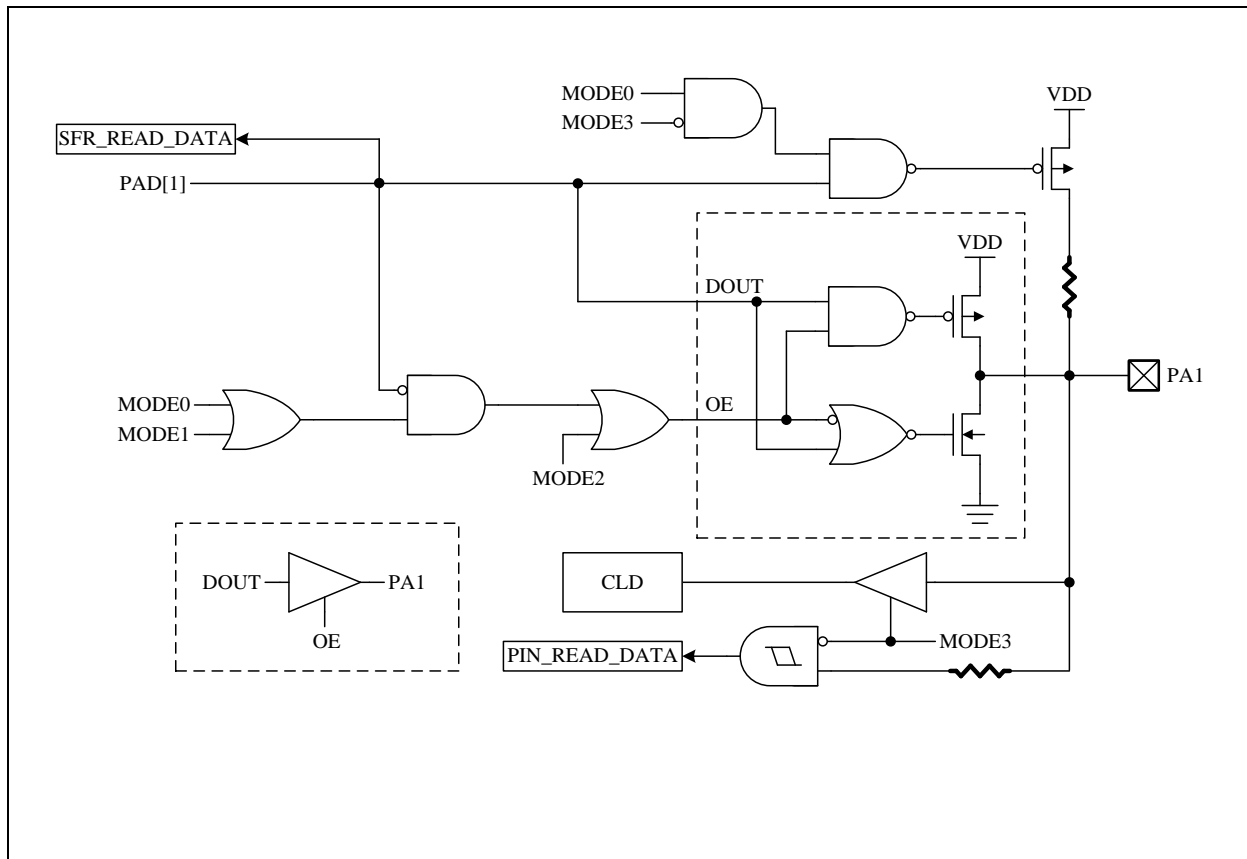 MODE0
MODE3
VDD
SFR_READ_DATA
PAD[1]
VDD
DOUT
PA1
MODE0
MODE1
OE
MODE2
DOUT
PA1
OE
CLD
MODE3
PIN_READ_DATA